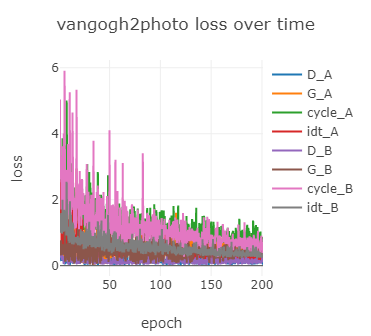 vangogh2photo loss over time
loss
6
4
2
0
50
100
150
200
epoch
D_A
G_A
cycle_A
idt_A
D_B
G_B
cycle_B
idt_B